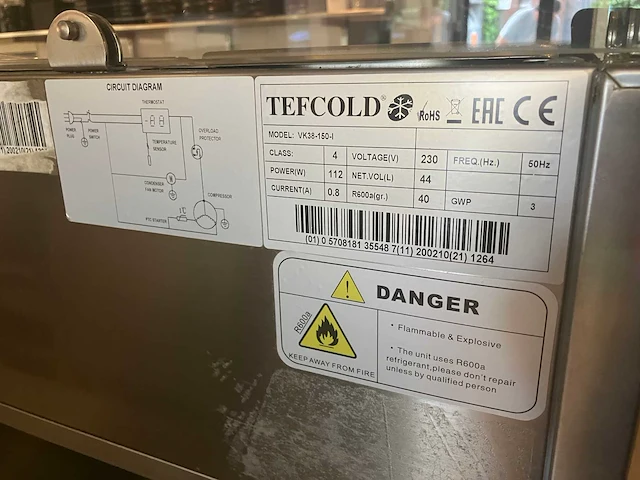 CIRCUIT DIAGRAM
THERMOSTAT
POWER PLUG
POWER SWITCH
OVERLOAD PROTECTOR
TEMPERATURE SENSOR
CONDENSER FAN MOTOR
M
COMPRESSOR
PTC STARTER
1) 200210(21)
TEFCOLD ® RoHS EAC CE
MODEL: VK38-150-I
CLASS: 4 VOLTAGE(V) 230 FREQ.(Hz.) 50Hz
POWER(W) 112 NET.VOL(L) 44
CURRENT(A) 0.8 R600a(gr.) 40 GWP 3
(01) 0 5708181 35548 7(11) 200210(21) 1264
DANGER
R600a
KEEP AWAY FROM FIRE
• Flammable & Explosive
• The unit uses R600a
refrigerant,please don't repair
unless by qualified person